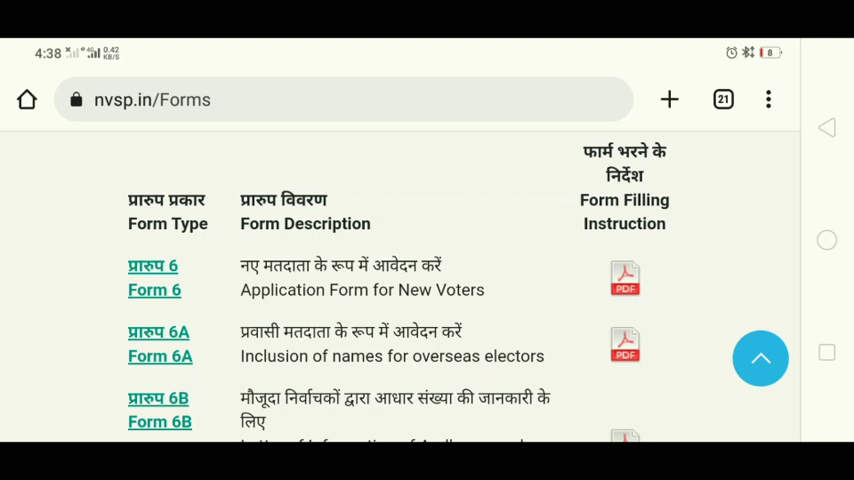 4:38 0.42 KB/S 8
nvsp.in/Forms 21
फार्म भरने के
निर्देश
प्रारुप प्रकार प्रारुप विवरण Form Filling
Form Type Form Description Instruction
प्रारुप 6 नए मतदाता के रूप में आवेदन करें
Form 6 Application Form for New Voters PDF
प्रारुप 6A प्रवासी मतदाता के रूप में आवेदन करें
Form 6A Inclusion of names for overseas electors PDF
प्रारुप 6B मौजूदा निर्वाचकों द्वारा आधार संख्या की जानकारी के
Form 6B लिए